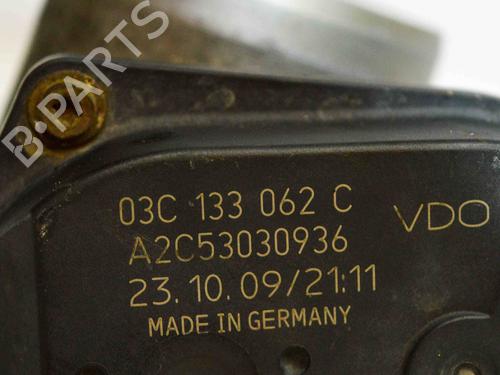 B·PARTS
03C 133 062 C
VDO
A2C53030936
23.10.09/21:11
MADE IN GERMANY